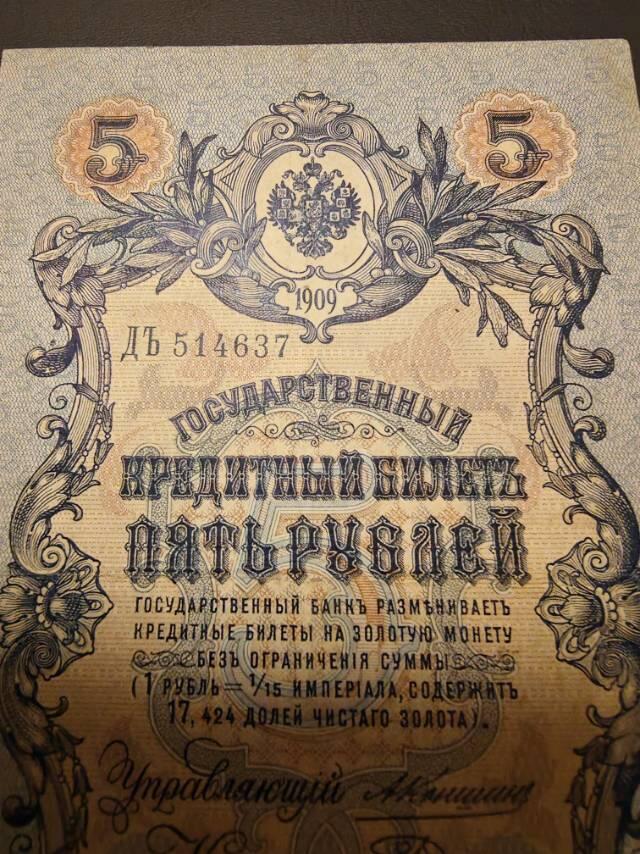 5 5
1909
ДЪ 514637
ГОСУДАРСТВЕННЫЙ
КРЕДИТНЫЙ БИЛЕТЪ
ПЯТЬ РУБЛЕЙ
ГОСУДАРСТВЕННЫЙ БАНКЪ РАЗМѢНИВАЕТЪ
КРЕДИТНЫЕ БИЛЕТЫ НА ЗОЛОТУЮ МОНЕТУ
БЕЗЪ ОГРАНИЧЕНІЯ СУММЫ
(1 РУБЛЬ = 1/15 ИМПЕРІАЛА, СОДЕРЖИТЪ
17,424 ДОЛЕЙ ЧИСТАГО ЗОЛОТА).
Управляющій